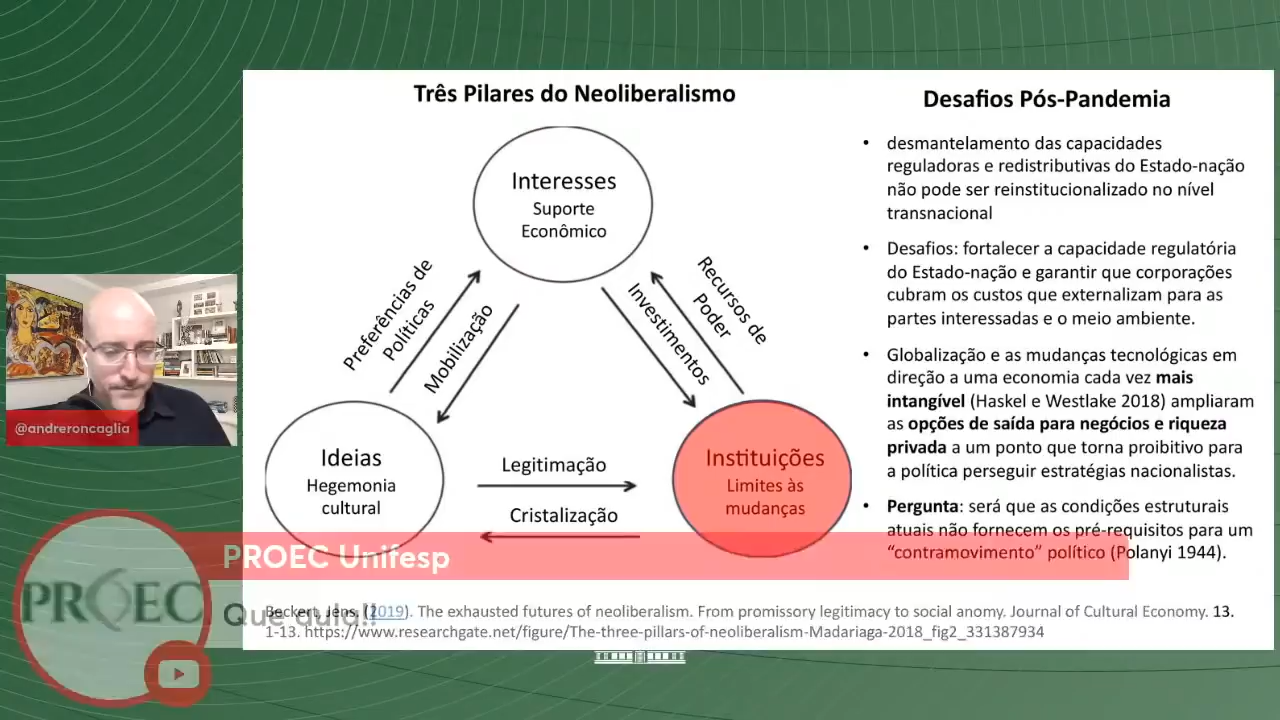 Três Pilares do Neoliberalismo
Interesses
Suporte
Econômico
Preferências de
Políticas
Mobilização
Investimentos
Recursos de
Poder
Ideias
Hegemonia
cultural
Legitimação
Cristalização
Instituições
Limites às
mudanças
Desafios Pós-Pandemia
• desmantelamento das capacidades
reguladoras e redistributivas do Estado-nação
não pode ser reinstitucionalizado no nível
transnacional
• Desafios: fortalecer a capacidade regulatória
do Estado-nação e garantir que corporações
cubram os custos que externalizam para as
partes interessadas e o meio ambiente.
• Globalização e as mudanças tecnológicas em
direção a uma economia cada vez mais
intangível (Haskel e Westlake 2018) ampliaram
as opções de saída para negócios e riqueza
privada a um ponto que torna proibitivo para
a política perseguir estratégias nacionalistas.
• Pergunta: será que as condições estruturais
atuais não fornecem os pré-requisitos para um
“contramovimento” político (Polanyi 1944).
Beckert, Jens. (2019). The exhausted futures of neoliberalism. From promissory legitimacy to social anomy. Journal of Cultural Economy. 13.
1-13. https://www.researchgate.net/figure/The-three-pillars-of-neoliberalism-Madariaga-2018_fig2_331387934
@andreroncaglia
PROEC
PROEC Unifesp
Que aula!!